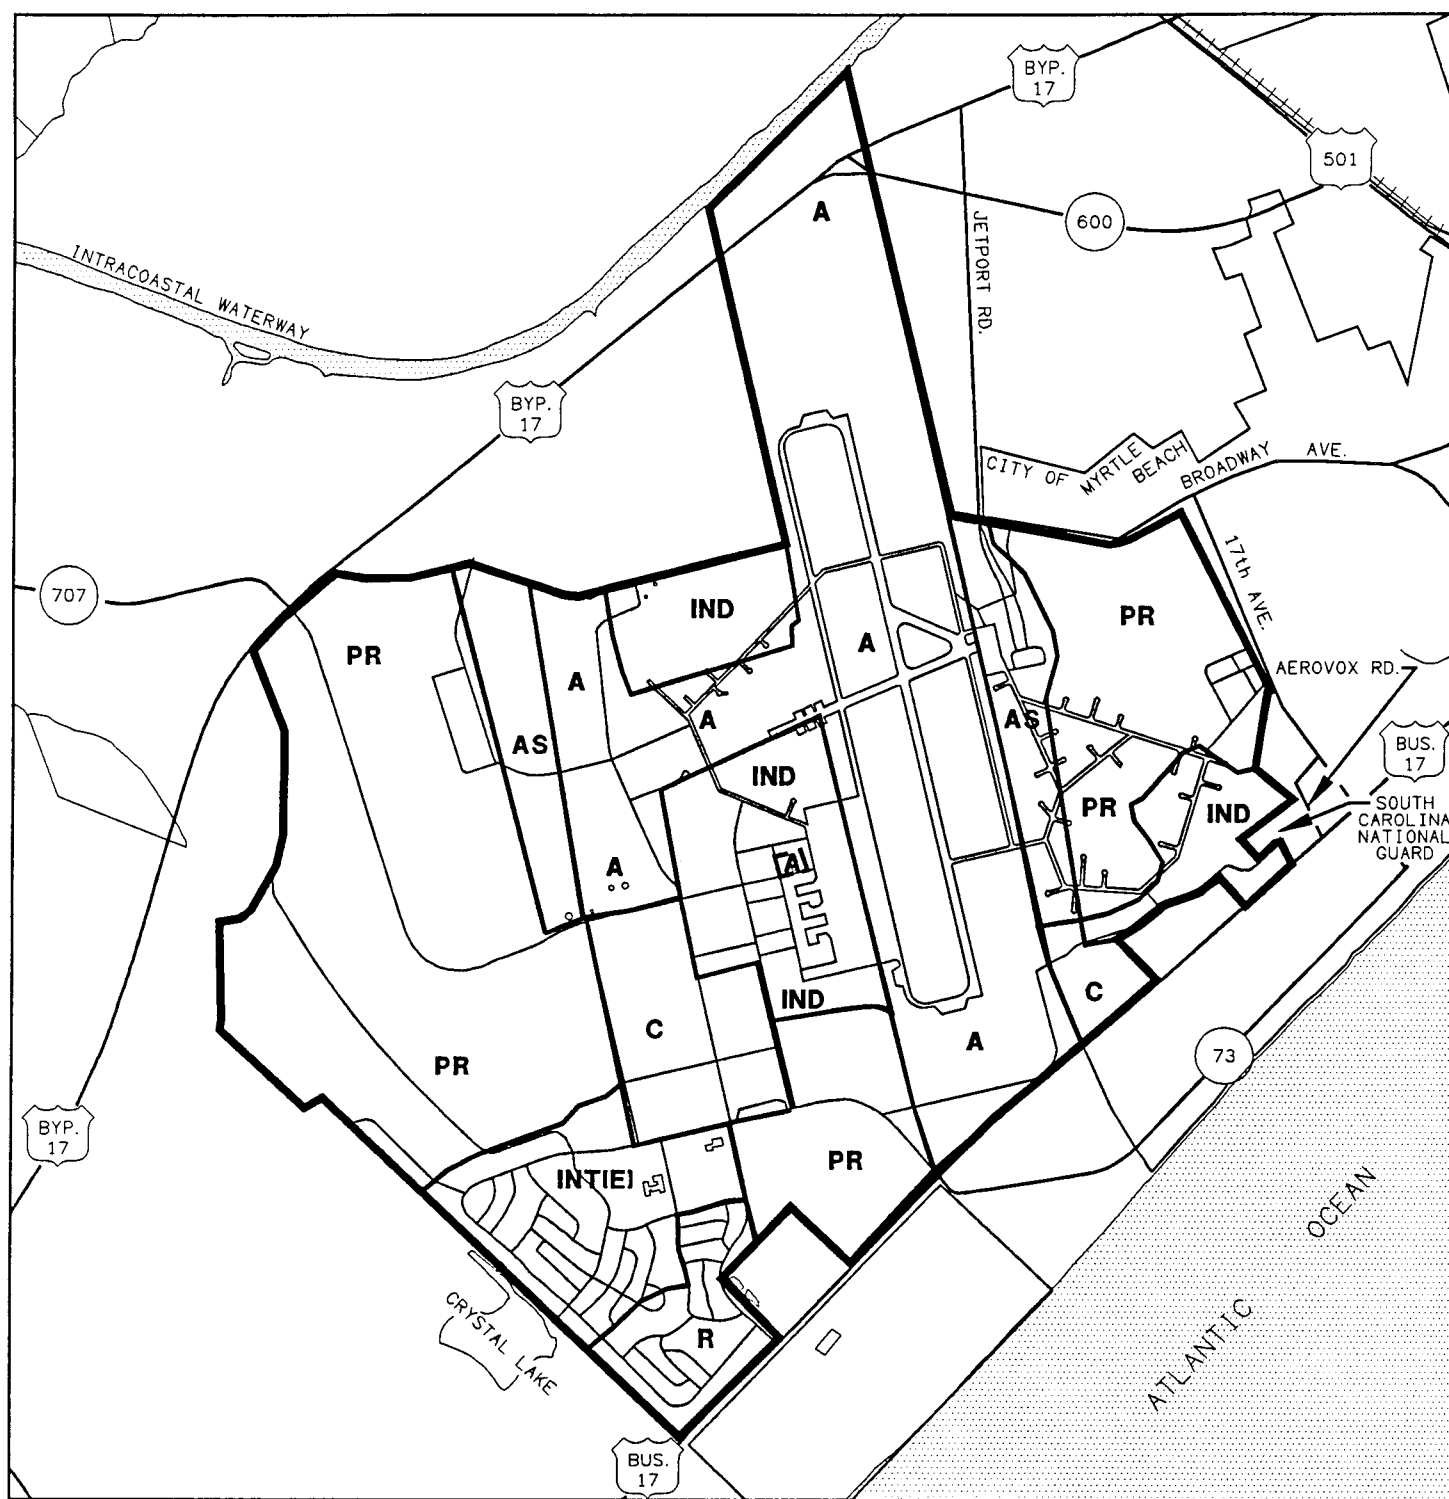 BYP.
17
501
A
600
JETPORT RD.
INTRACOASTAL WATERWAY
BYP.
17
CITY OF MYRTLE
BEACH
BROADWAY AVE.
17th AVE.
707
IND
PR
PR
A
A
AEROVOX RD.
A
AS
AS
BUS.
17
IND
PR
IND
SOUTH
CAROLINA
NATIONAL
GUARD
A
A
IND
C
C
A
PR
73
BYP.
17
PR
INT(E)
ATLANTIC OCEAN
CRYSTAL LAKE
R
BUS.
17